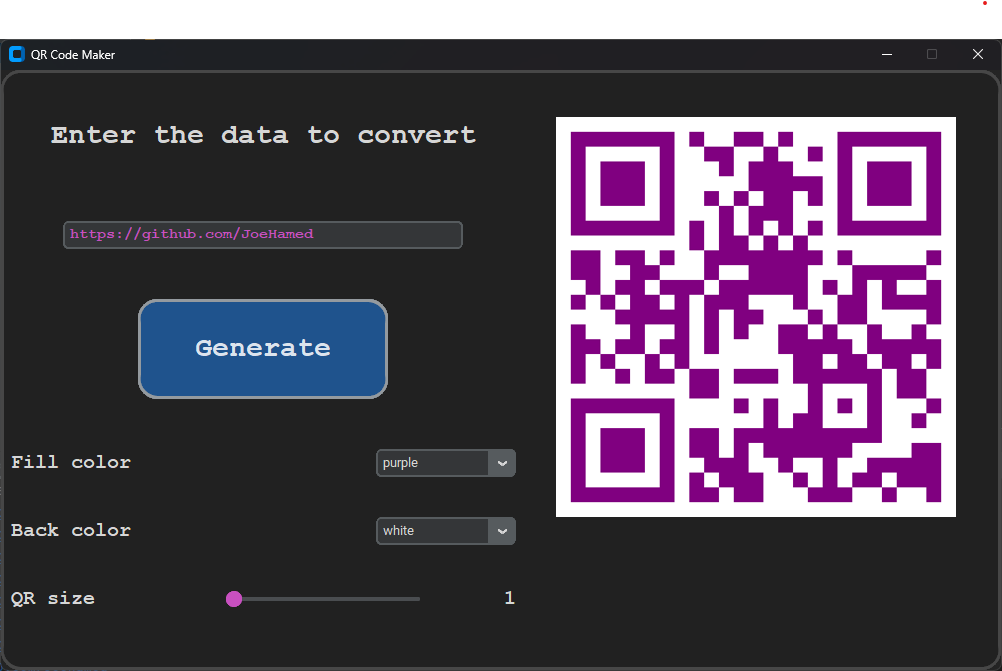 QR Code Maker
Enter the data to convert
https://github.com/JoeHamed
Generate
Fill color
purple
Back color
white
QR size
1